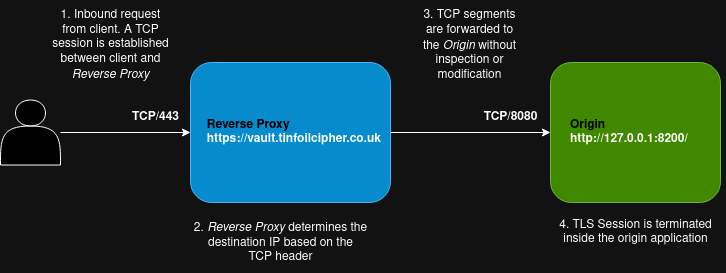 1. Inbound request
from client. A TCP
session is established
between client and
Reverse Proxy
3. TCP segments
are forwarded to
the Origin without
inspection or
modification
TCP/443
Reverse Proxy
https://vault.tinfoilcipher.co.uk
TCP/8080
Origin
http://127.0.0.1:8200/
2. Reverse Proxy determines the
destination IP based on the
TCP header
4. TLS Session is terminated
inside the origin application